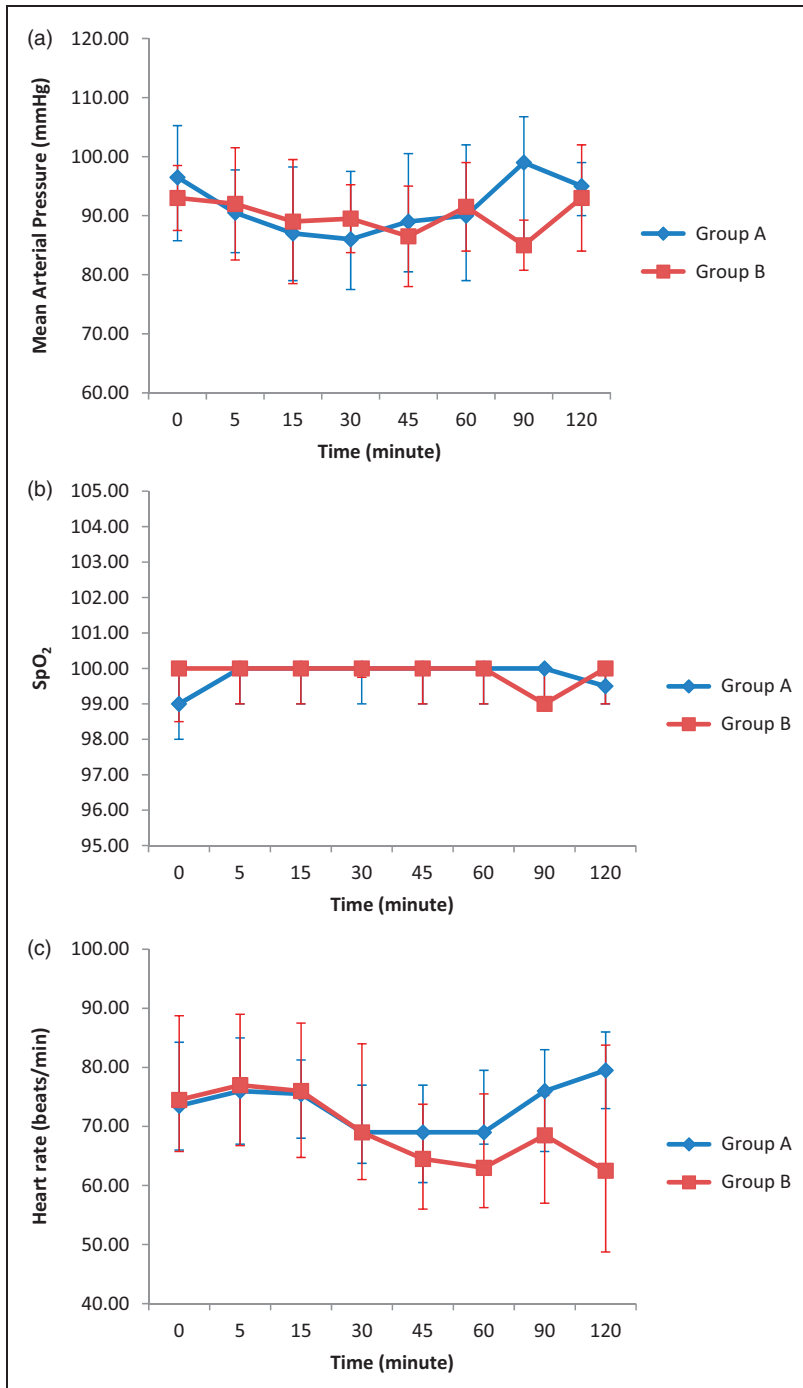 (a)
120.00
110.00
100.00
90.00
80.00
70.00
60.00
Mean Arterial Pressure (mmHg)
0 5 15 30 45 60 90 120
Time (minute)
Group A
Group B
(b)
105.00
104.00
103.00
102.00
101.00
100.00
99.00
98.00
97.00
96.00
95.00
SpO₂
0 5 15 30 45 60 90 120
Time (minute)
Group A
Group B
(c)
100.00
90.00
80.00
70.00
60.00
50.00
40.00
Heart rate (beats/min)
0 5 15 30 45 60 90 120
Time (minute)
Group A
Group B